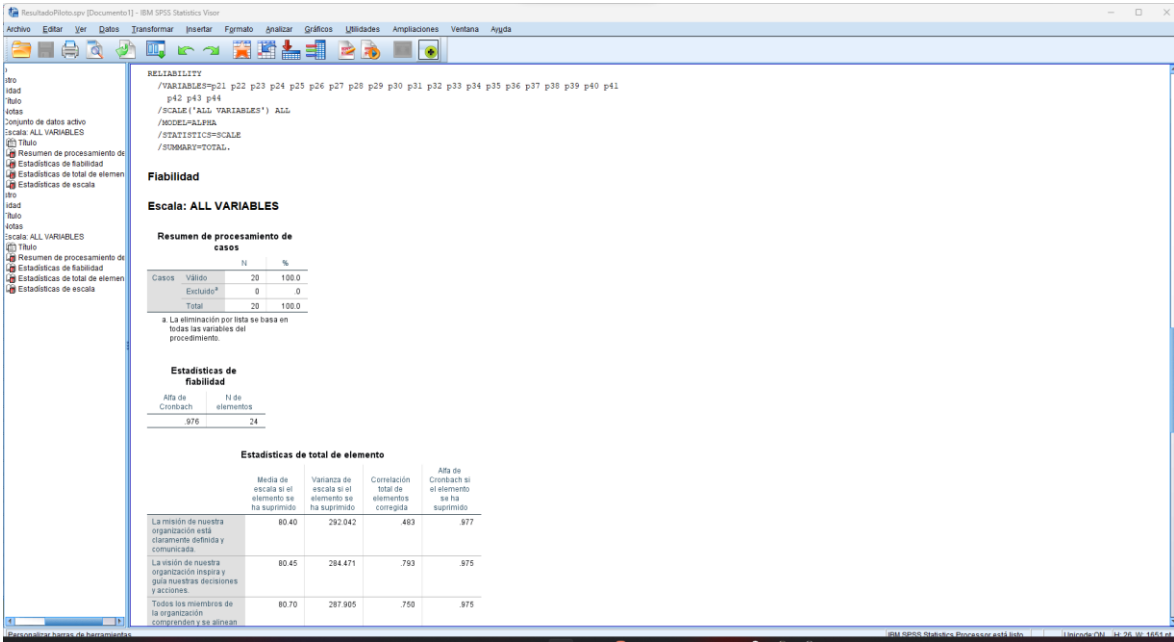 ResultadoPiloto.spv [Documento1] - IBM SPSS Statistics Visor
Archivo Editar Ver Datos Transformar Insertar Formato Analizar Gráficos Utilidades Ampliaciones Ventana Ayuda
Título
Notas
Conjunto de datos activo
Escala: ALL VARIABLES
Título
Resumen de procesamiento de
Estadísticas de fiabilidad
Estadísticas de total de elemen
Estadísticas de escala
Título
Notas
Escala: ALL VARIABLES
Título
Resumen de procesamiento de
Estadísticas de fiabilidad
Estadísticas de total de elemen
Estadísticas de escala
RELIABILITY
/VARIABLES=p21 p22 p23 p24 p25 p26 p27 p28 p29 p30 p31 p32 p33 p34 p35 p36 p37 p38 p39 p40 p41
p42 p43 p44
/SCALE('ALL VARIABLES') ALL
/MODEL=ALPHA
/STATISTICS=SCALE
/SUMMARY=TOTAL.
Fiabilidad
Escala: ALL VARIABLES
Resumen de procesamiento de
casos
N %
Casos Válido 20 100.0
Excluido a 0 .0
Total 20 100.0
a. La eliminación por lista se basa en
todas las variables del
procedimiento.
Estadísticas de
fiabilidad
Alfa de
Cronbach
N de
elementos
.976 24
Estadísticas de total de elemento
Media de
escala si el
elemento se
ha suprimido
Varianza de
escala si el
elemento se
ha suprimido
Correlación
total de
elementos
corregida
Alfa de
Cronbach si
el elemento
se ha
suprimido
La misión de nuestra
organización está
claramente definida y
comunicada.
80.40 292.042 .483 .977
La visión de nuestra
organización inspira y
guía nuestras decisiones
y acciones.
80.45 284.471 .793 .975
Todos los miembros de
la organización
comprenden y se alinean
80.70 287.905 .750 .975
Personalizar barras de herramientas
IBM SPSS Statistics Processor está listo
Unicode:ON H: 26, W: 1651 pt